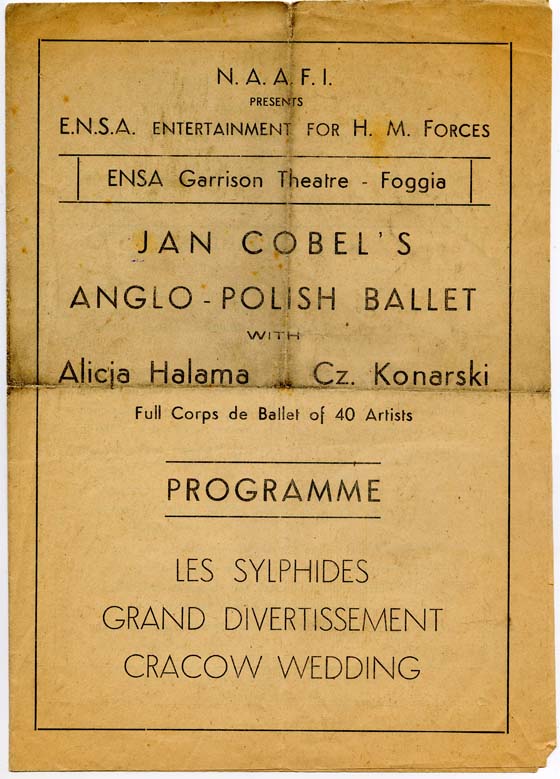 N. A. A. F. I.
PRESENTS
E.N.S.A. ENTERTAINMENT FOR H. M. FORCES
ENSA Garrison Theatre - Foggia
JAN COBEL'S
ANGLO-POLISH BALLET
WITH
Alicja Halama Cz. Konarski
Full Corps de Ballet of 40 Artists
PROGRAMME
LES SYLPHIDES
GRAND DIVERTISSEMENT
CRACOW WEDDING